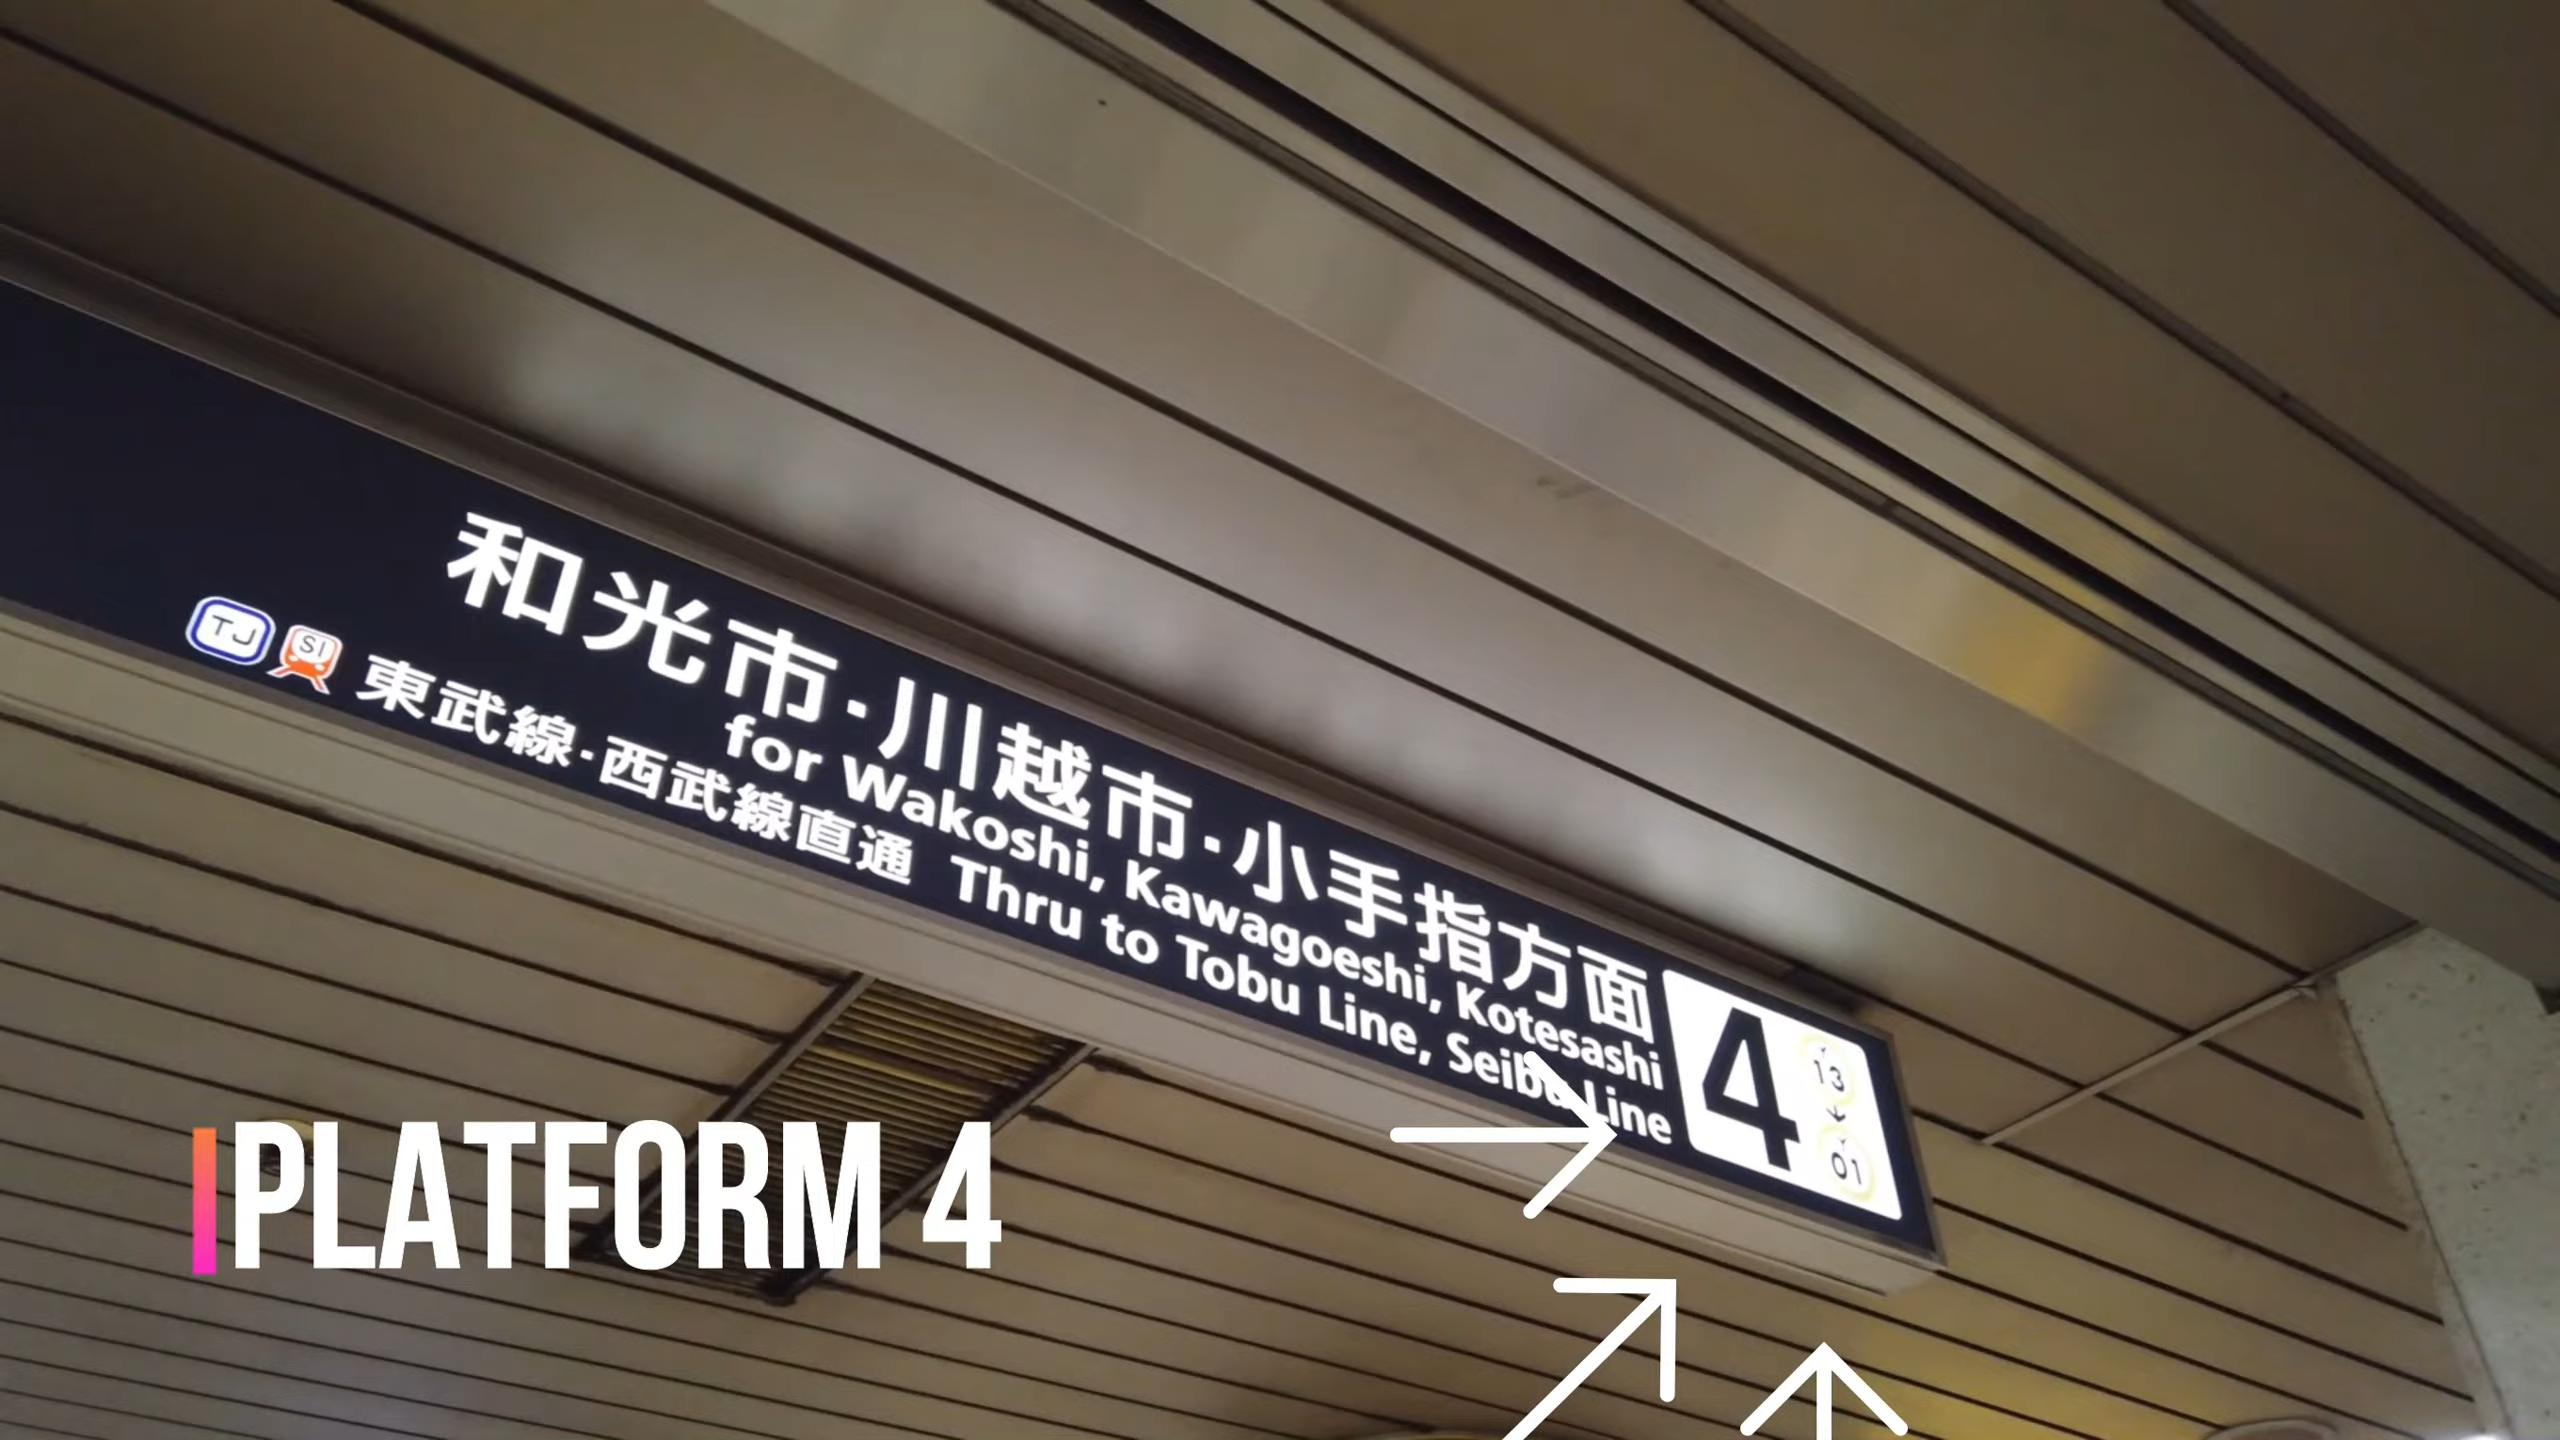 和光市・川越市・小手指方面
for Wakoshi, Kawagoeshi, Kotesashi
TJ SI 東武線・西武線直通 Thru to Tobu Line, Seibu Line
4
13
01
PLATFORM 4